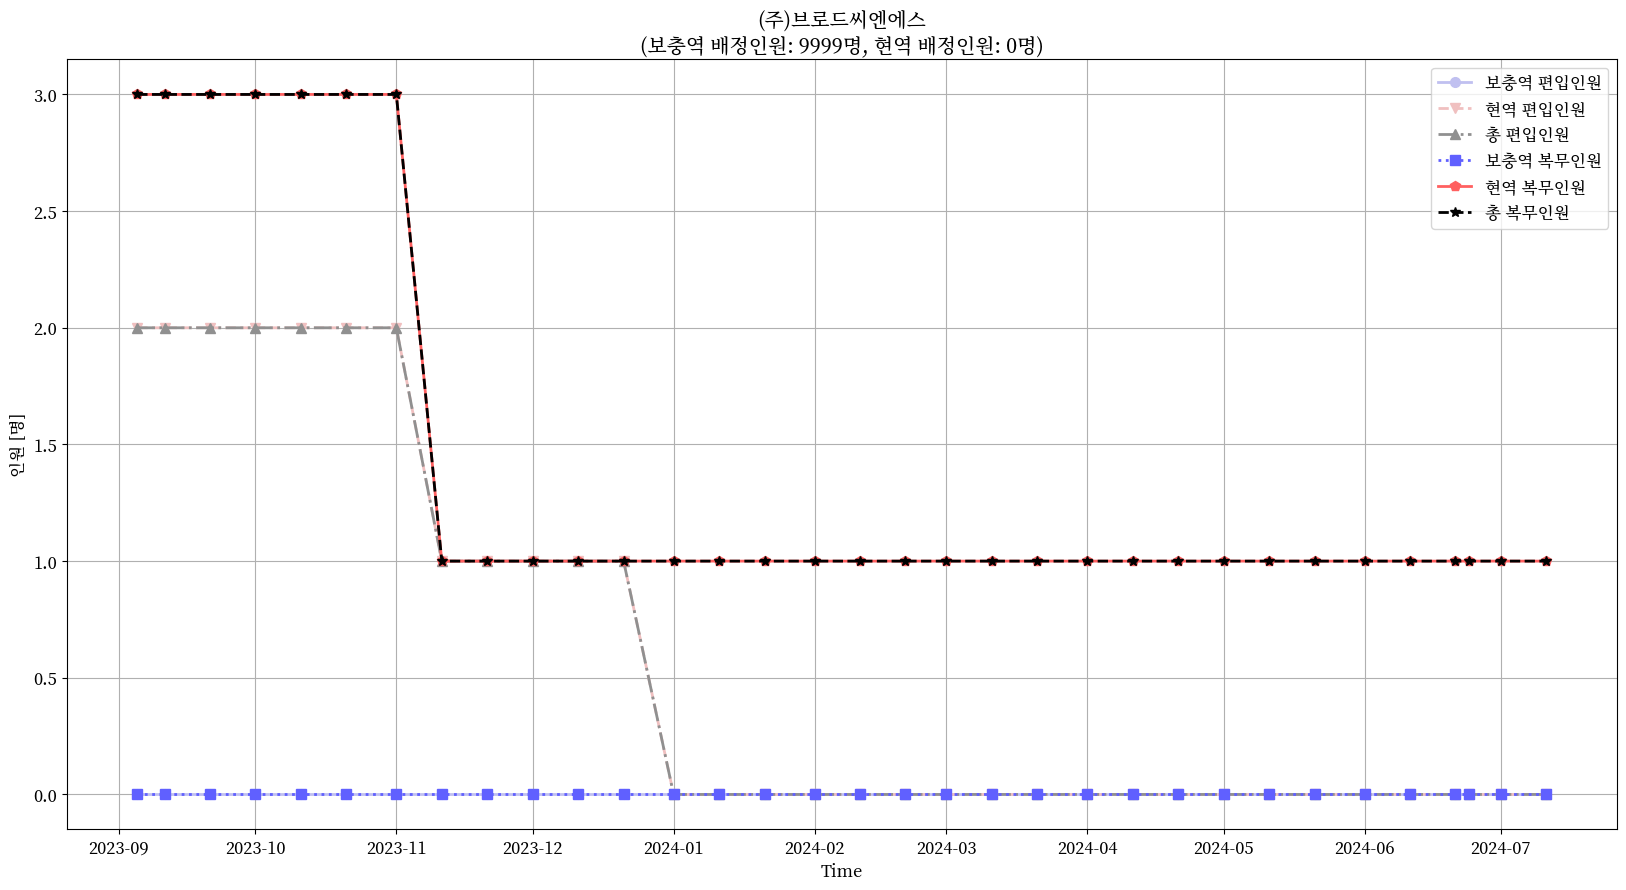 (주)브로드씨엔에스
(보충역 배정인원: 9999명, 현역 배정인원: 0명)
보충역 편입인원
현역 편입인원
총 편입인원
보충역 복무인원
현역 복무인원
총 복무인원
3.0
2.5
2.0
1.5
1.0
0.5
0.0
인원 [명]
2023-09
2023-10
2023-11
2023-12
2024-01
2024-02
2024-03
2024-04
2024-05
2024-06
2024-07
Time